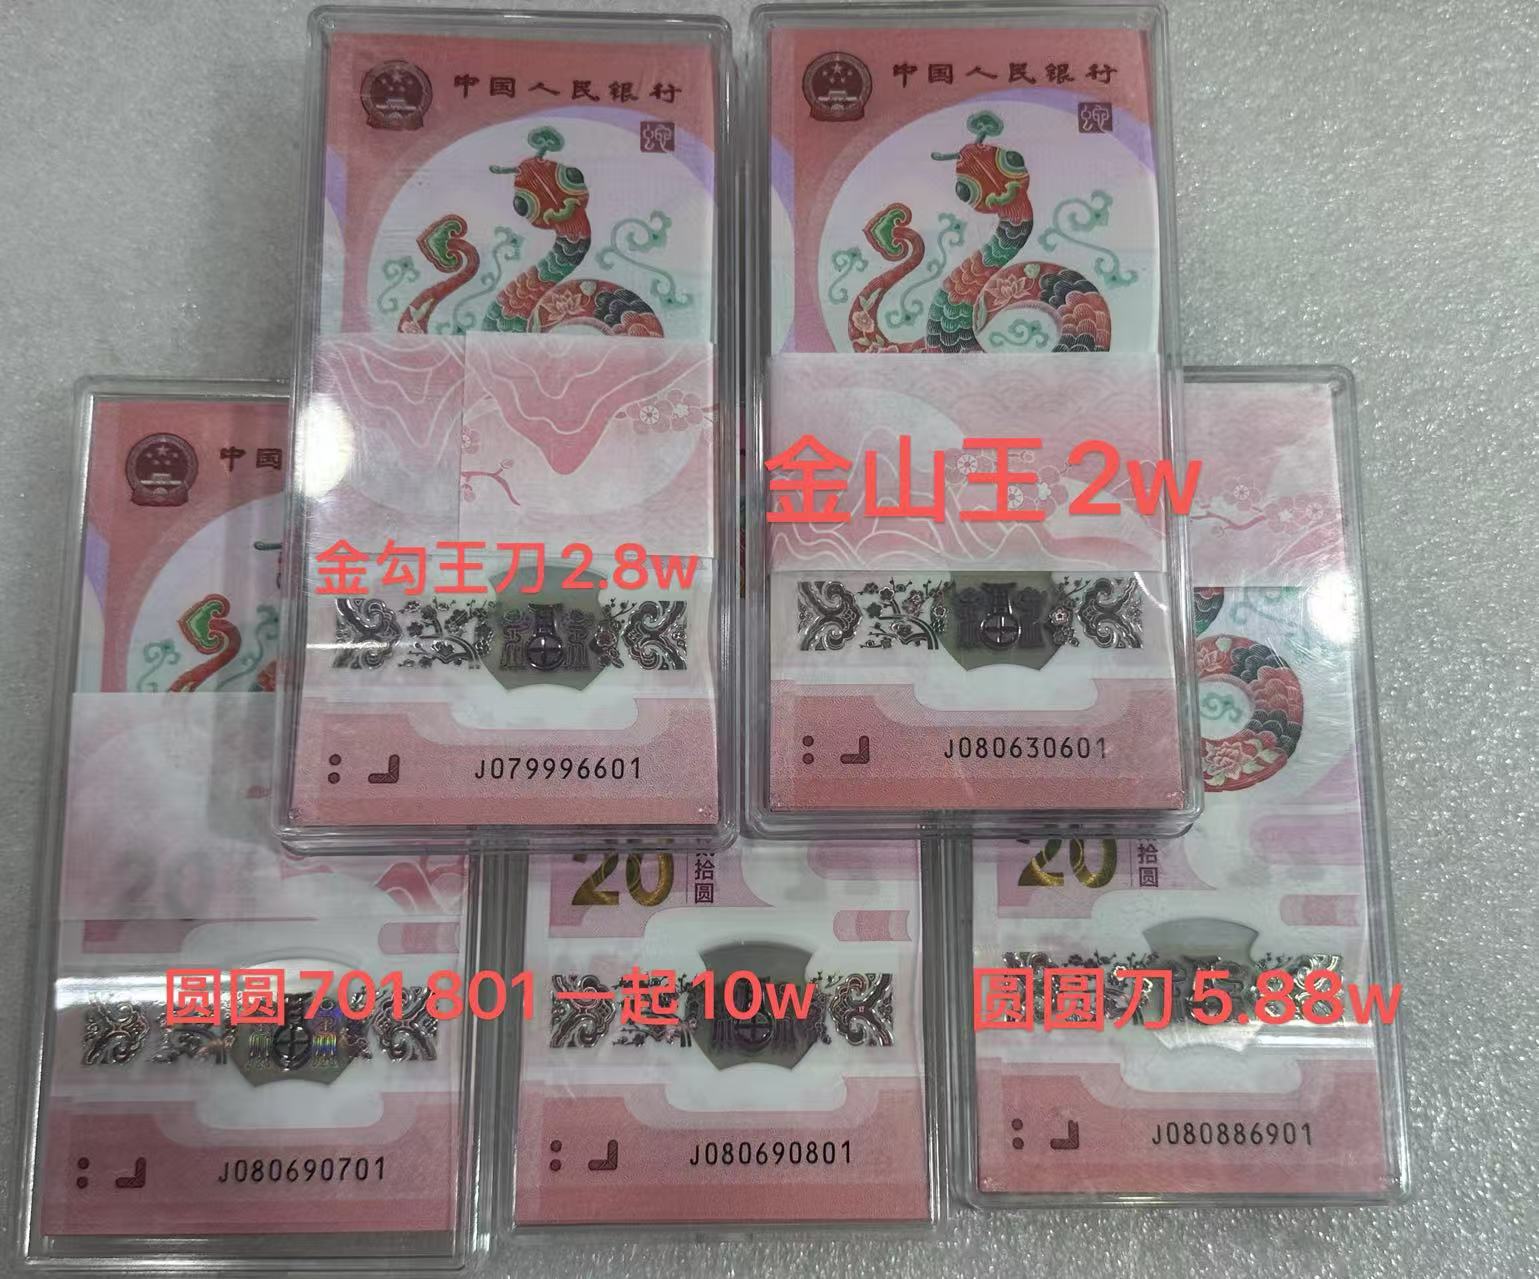 中国人民银行
中国人民银行
金勾王刀2.8w
金山王2w
J079996601
J080630601
中国
20
拾圆
20
拾圆
圆圆701801一起10w
圆圆刀5.88w
J080690701
J080690801
J080886901